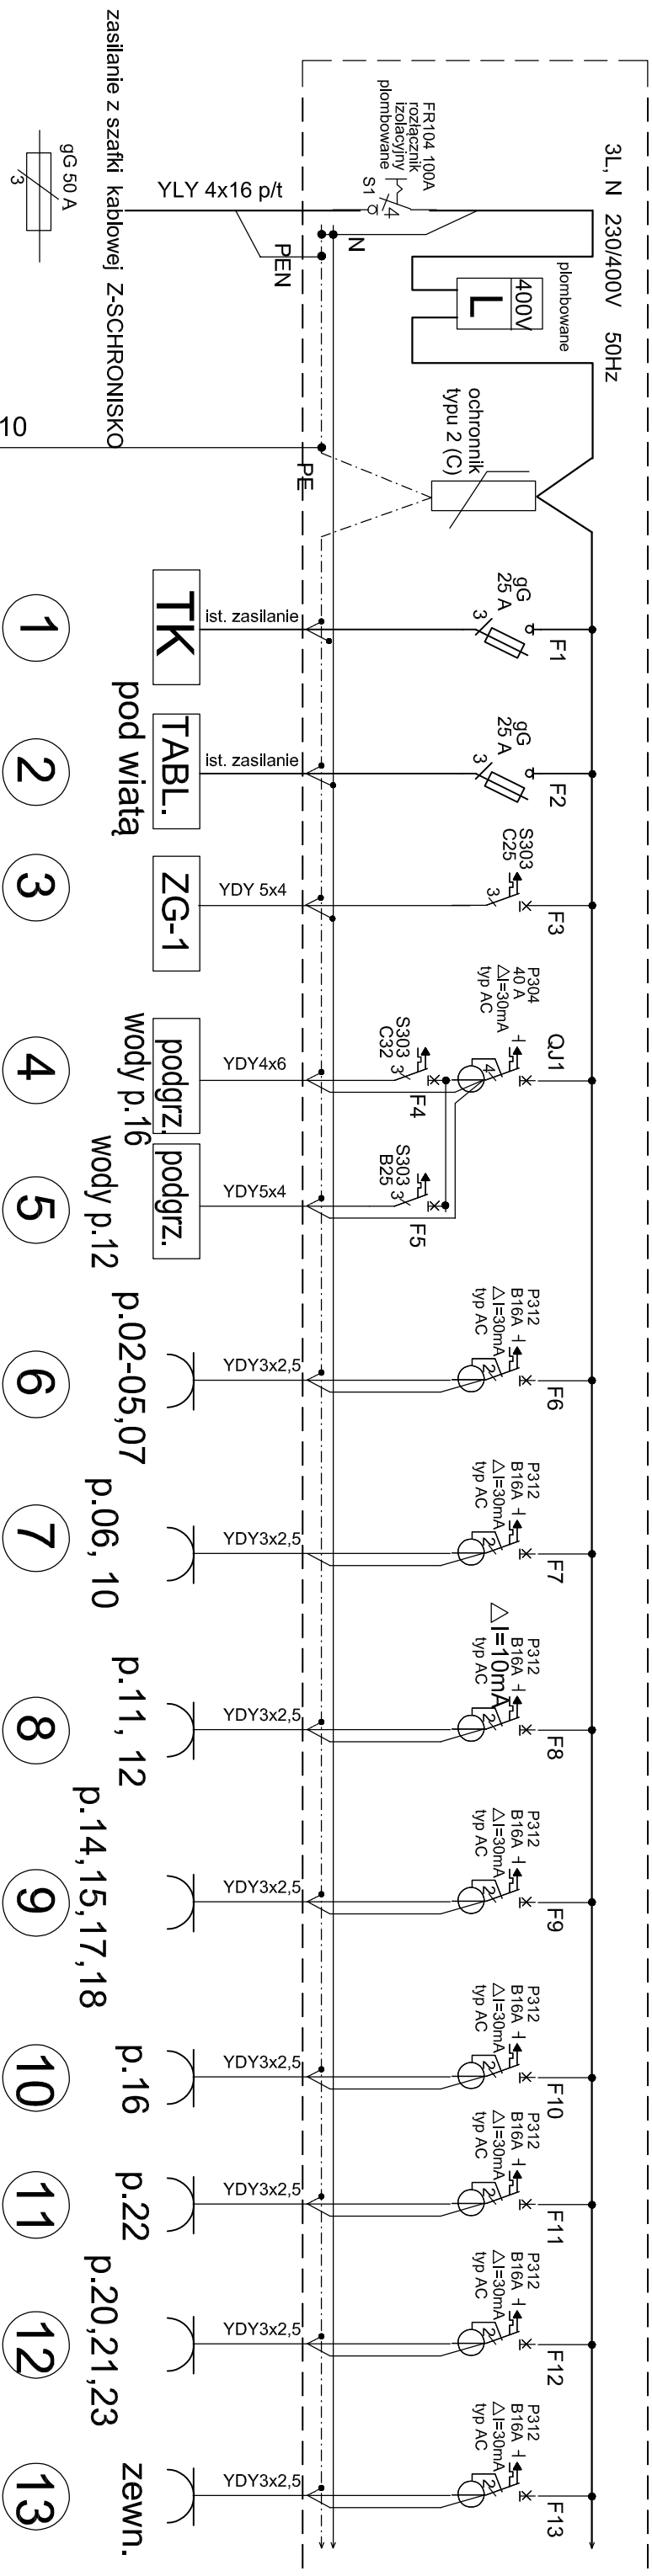 3L, N 230/400V 50Hz
plombowane
400V
L
FR104 100A
rozłącznik
izolacyjny
plombowane
S1
4
N
PEN
YLY 4x16 p/t
gG 50 A
3
zasilanie z szafki kablowej Z-SCHRONISKO
10
PE
ochronnik
typu 2 (C)
F1
gG
25 A
3
ist. zasilanie
TK
1
F2
gG
25 A
3
ist. zasilanie
TABL.
pod wiatą
2
F3
S303
C25
3
YDY 5x4
ZG-1
3
QJ1
P304
40 A
△I=30mA
typ AC
4
F4
S303
C32
3
YDY4x6
podgrz.
wody p.16
4
F5
S303
B25
3
YDY5x4
podgrz.
wody p.12
5
F6
P312
B16A
△I=30mA
typ AC
2
YDY3x2,5
p.02-05,07
6
F7
P312
B16A
△I=30mA
typ AC
2
YDY3x2,5
p.06, 10
7
F8
P312
B16A
△I=10mA
typ AC
2
YDY3x2,5
p.11, 12
8
F9
P312
B16A
△I=30mA
typ AC
2
YDY3x2,5
p.14,15,17,18
9
F10
P312
B16A
△I=30mA
typ AC
2
YDY3x2,5
p.16
10
F11
P312
B16A
△I=30mA
typ AC
2
YDY3x2,5
p.22
11
F12
P312
B16A
△I=30mA
typ AC
2
YDY3x2,5
p.20,21,23
12
F13
P312
B16A
△I=30mA
typ AC
2
YDY3x2,5
zewn.
13